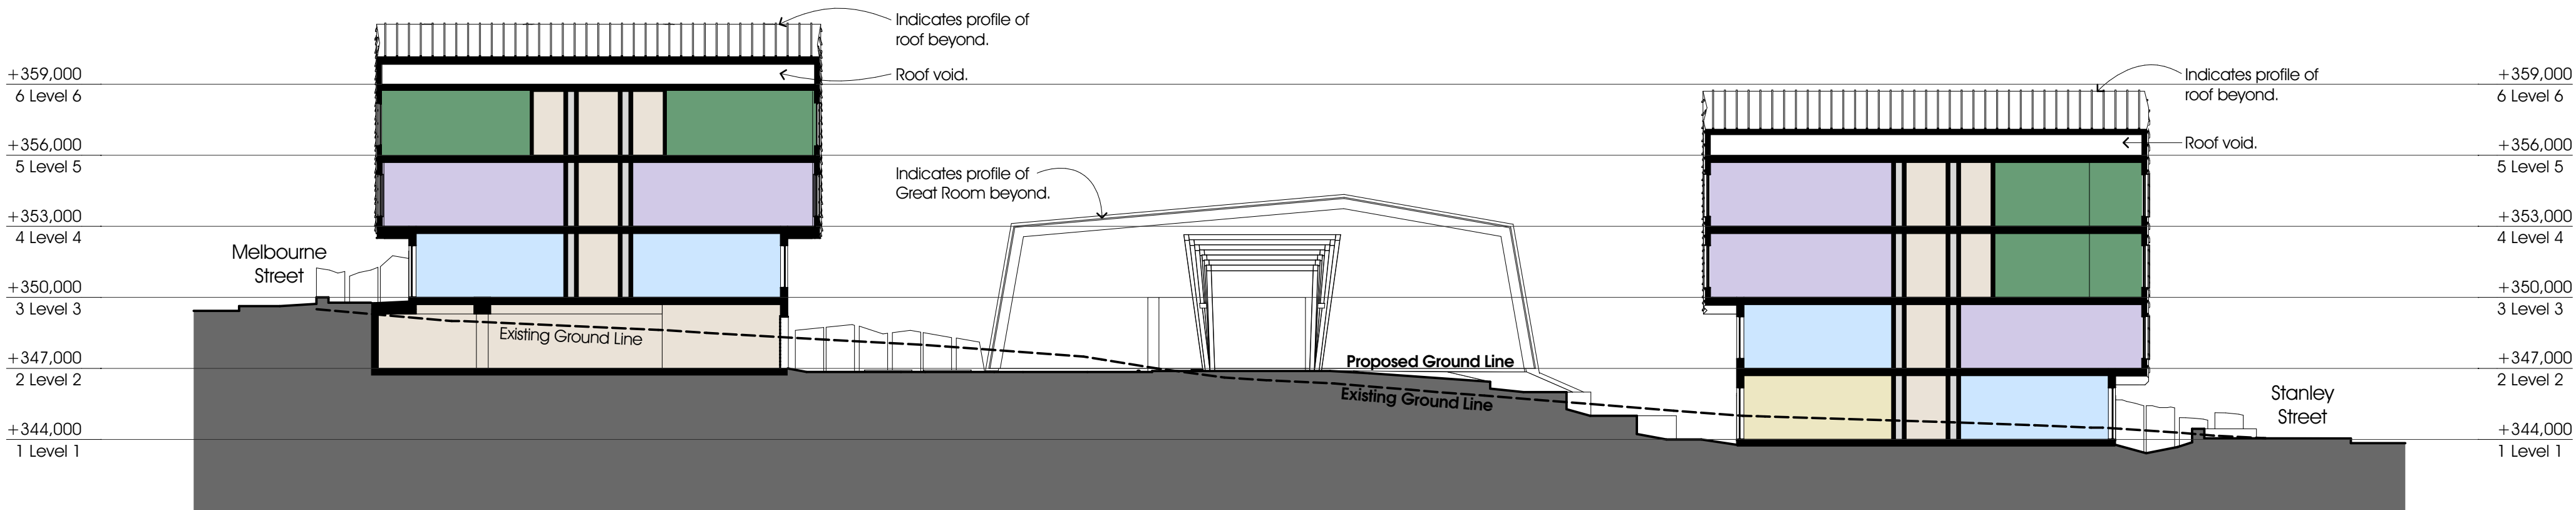 Indicates profile of
roof beyond.
Roof void.
+359,000
6 Level 6
+356,000
5 Level 5
+353,000
4 Level 4
+350,000
3 Level 3
+347,000
2 Level 2
+344,000
1 Level 1
Melbourne
Street
Existing Ground Line
Indicates profile of
Great Room beyond.
Proposed Ground Line
Existing Ground Line
Indicates profile of
roof beyond.
Roof void.
Stanley
Street
+359,000
6 Level 6
+356,000
5 Level 5
+353,000
4 Level 4
+350,000
3 Level 3
+347,000
2 Level 2
+344,000
1 Level 1